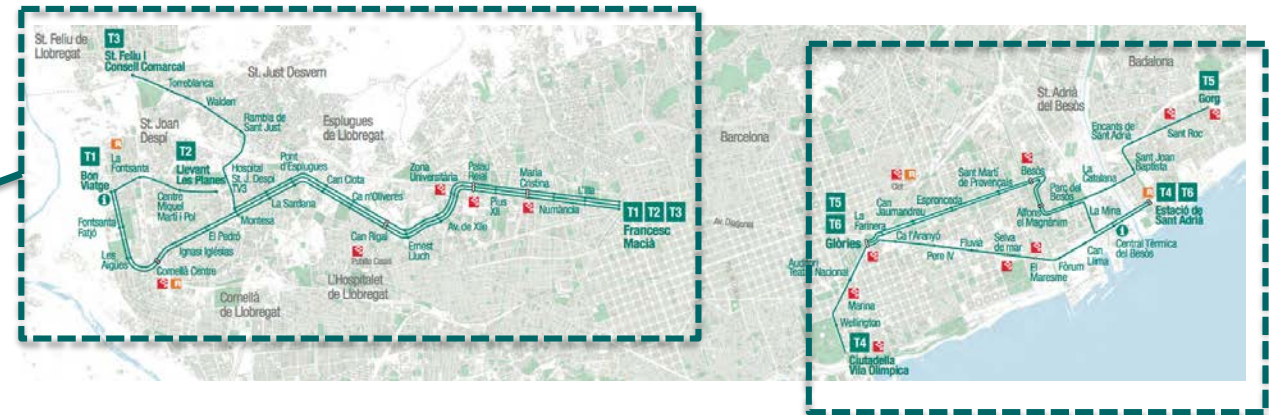 St. Feliu de
Llobregat
T3
St. Feliu |
Consell Comarcal
Torreblanca
Walden
Rambla de
Sant Just
St. Just Desvern
Esplugues
de Llobregat
St. Joan
Despí
T1
Bon
Viatge
La
Fontsanta
T2
Llevant
Les Planes
Hospital
St. J. Despí
TV3
Pont
d'Esplugues
Can Clota
Centre
Miquel
Martí i Pol
La Sardana
Montesa
Ca n'Oliveres
Fontsanta
Fatjó
El Pedró
Ignasi Iglésias
Les
Aigües
Cornellà Centre
Can Rigal
Ernest
Lluch
Av. de Xile
Zona
Universitària
Palau
Reial
Pius
XII
Maria
Cristina
Numància
L'Illa
T1 T2 T3
Francesc
Macià
Cornellà
de Llobregat
L'Hospitalet
de Llobregat
Barcelona
Av. Diagonal
Badalona
St. Adrià
del Besòs
T5
Gorg
Sant Roc
Encants de
Sant Adrià
Sant Joan
Baptista
La
Catalana
Besòs
Sant Martí
de Provençals
Parc del
Besòs
Alfons
el Magnànim
La Mina
T4 T6
Estació de
Sant Adrià
Central Tèrmica
del Besòs
Can
Llima
Fòrum
El
Maresme
Selva
de mar
Fluvià
Pere IV
Ca l'Aranyó
Espronceda
Can
Jaumandreu
Clot
La
Farinera
T5
T6
Glòries
Auditori
Teatre Nacional
Marina
Wellington
T4
Ciutadella
Vila Olímpica